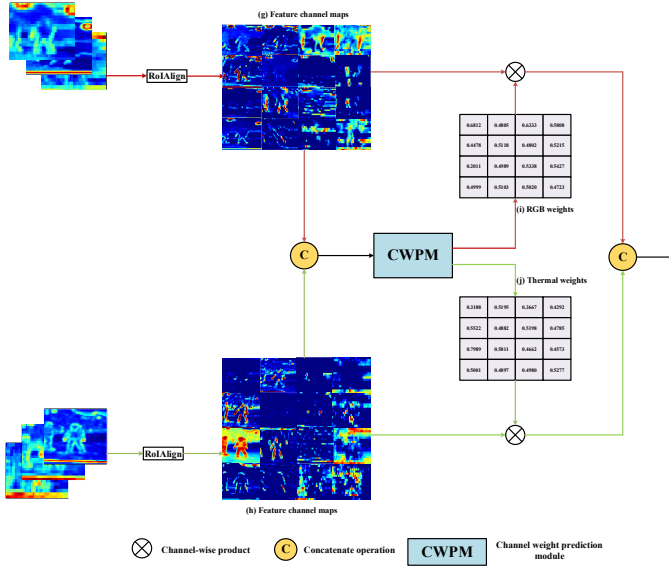 (g) Feature channel maps
RoIAlign
0.6812 0.4805 0.6333 0.5808
0.4478 0.5118 0.4802 0.5215
0.2011 0.4989 0.5338 0.5427
0.4999 0.5103 0.5020 0.4723
(i) RGB weights
C
CWPM
C
(j) Thermal weights
0.3188 0.5195 0.3667 0.4292
0.5522 0.4882 0.5198 0.4785
0.7989 0.5011 0.4662 0.4573
0.5001 0.4897 0.4980 0.5277
RoIAlign
(h) Feature channel maps
Channel-wise product
C
Concatenate operation
CWPM
Channel weight prediction
module